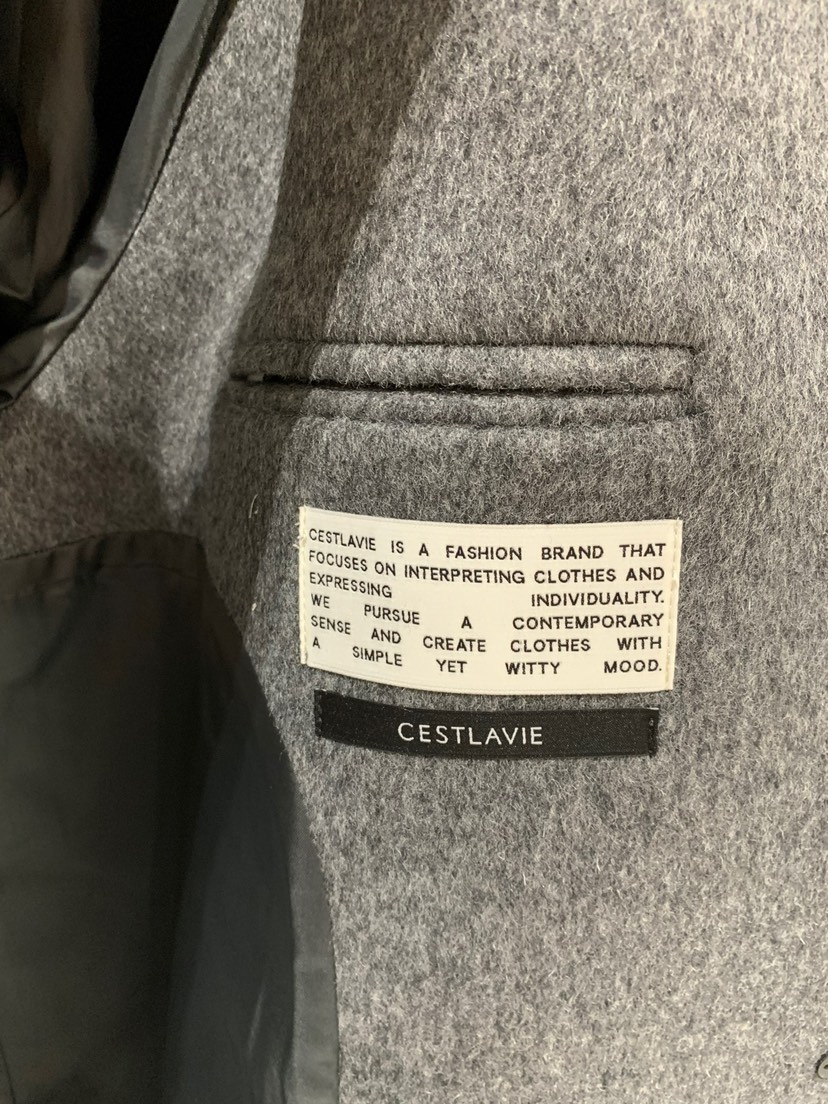 CESTLAVIE IS A FASHION BRAND THAT
FOCUSES ON INTERPRETING CLOTHES AND
EXPRESSING INDIVIDUALITY.
WE PURSUE A CONTEMPORARY
SENSE AND CREATE CLOTHES WITH
A SIMPLE YET WITTY MOOD.
CESTLAVIE